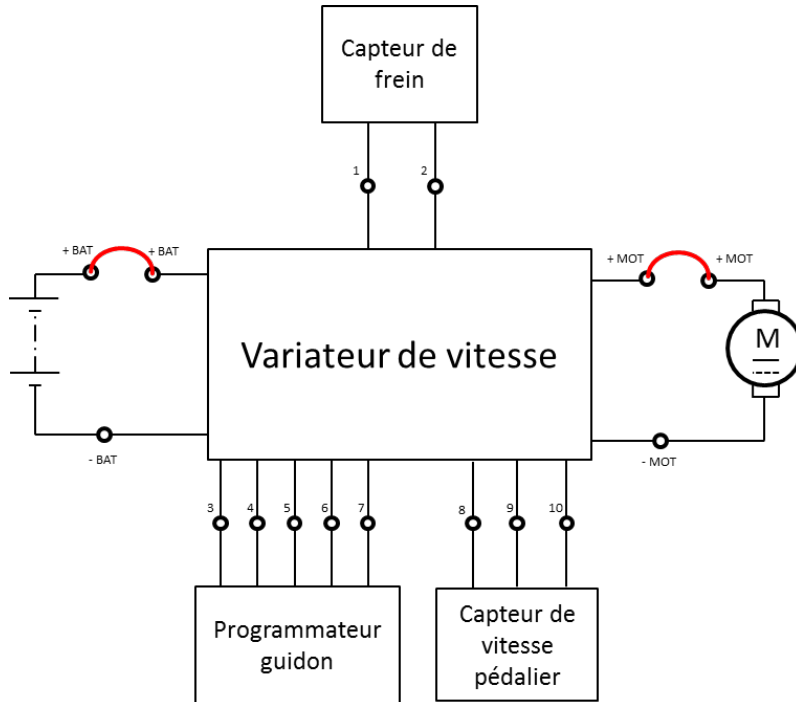 Capteur de
frein
1
2
+ BAT
+ BAT
+ MOT
+ MOT
Variateur de vitesse
M
- BAT
- MOT
3
4
5
6
7
8
9
10
Programmateur
guidon
Capteur de
vitesse
pédalier